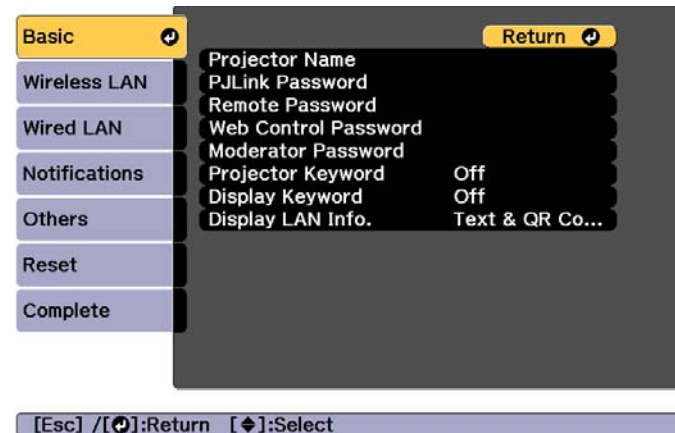 Basic
Wireless LAN
Wired LAN
Notifications
Others
Reset
Complete
Return
Projector Name
PJLink Password
Remote Password
Web Control Password
Moderator Password
Projector Keyword Off
Display Keyword Off
Display LAN Info. Text & QR Co...
[Esc] /[⏎]:Return [◆]:Select